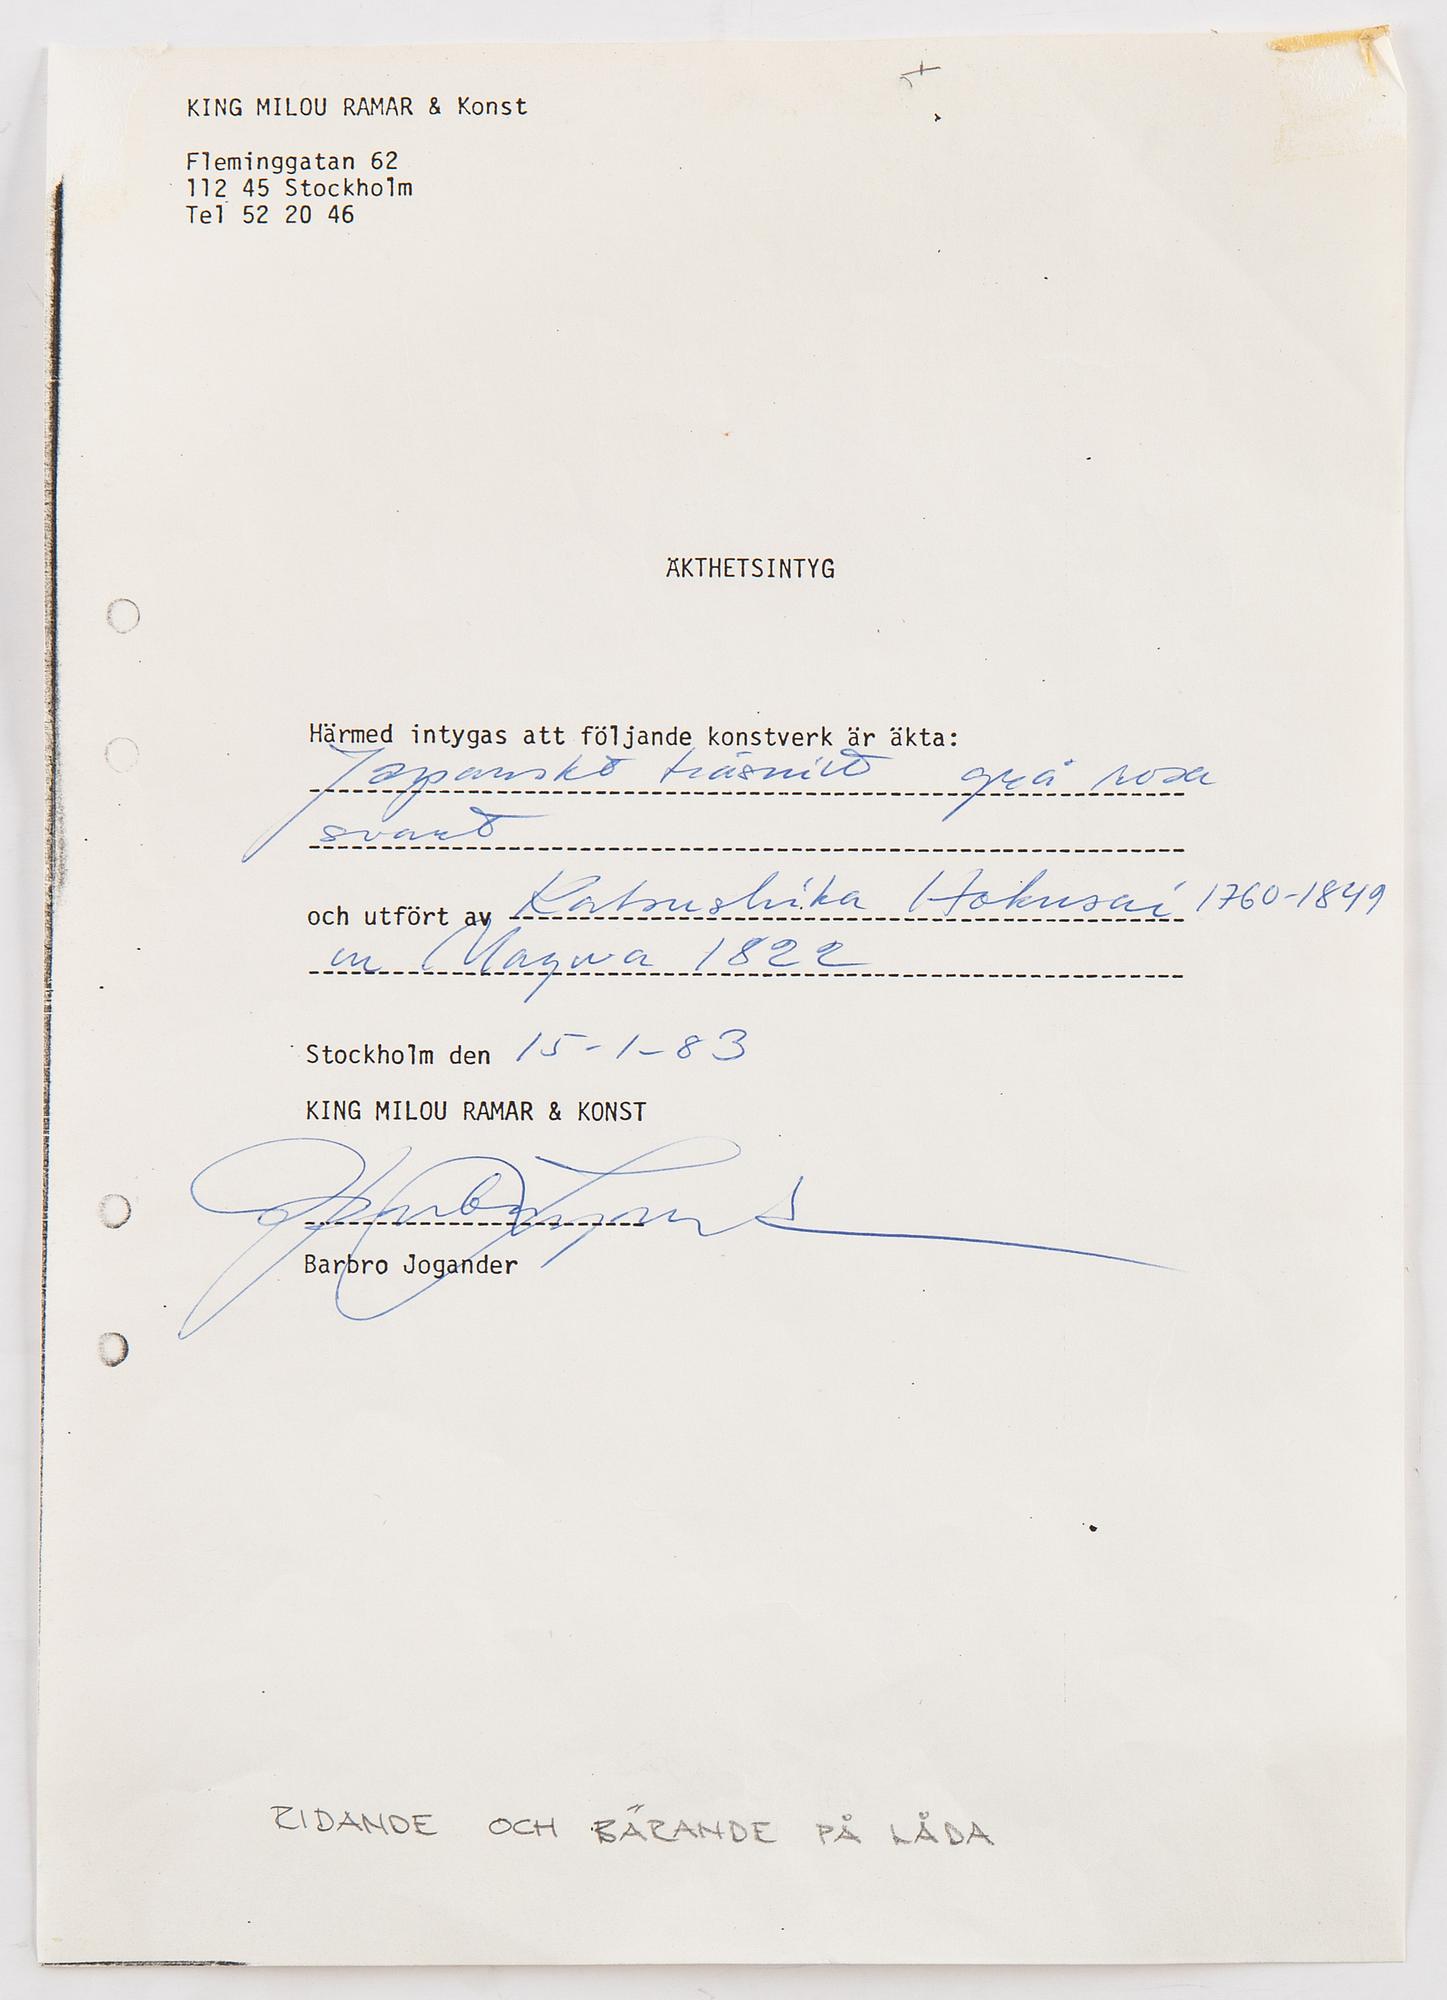 KING MILOU RAMAR & Konst
Fleminggatan 62
112 45 Stockholm
Tel 52 20 46
ÄKTHETSINTYG
Härmed intygas att följande konstverk är äkta:
Japanskt träsnitt grå rosa
svart
och utfört av Katsushika Hokusai 1760-1849
ur 1822
Stockholm den 15-1-83
KING MILOU RAMAR & KONST
Barbro Jogander
RIDANDE OCH BÄRANDE PÅ LÅDA